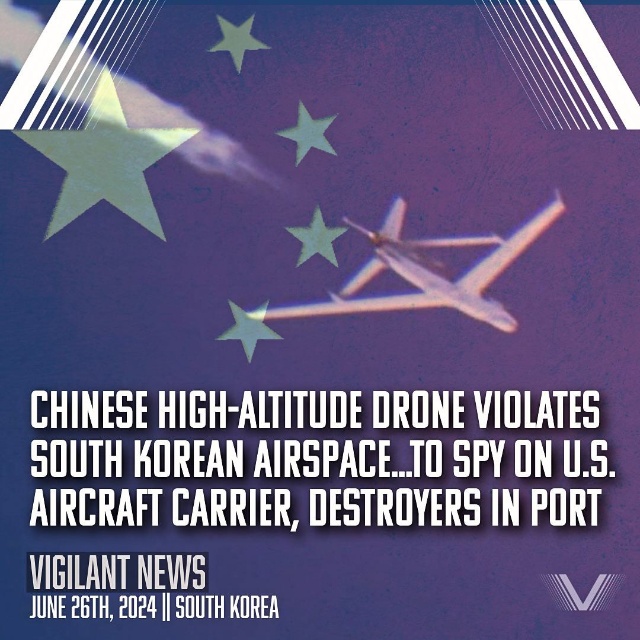 CHINESE HIGH-ALTITUDE DRONE VIOLATES
SOUTH KOREAN AIRSPACE...TO SPY ON U.S.
AIRCRAFT CARRIER, DESTROYERS IN PORT
VIGILANT NEWS
JUNE 26TH, 2024 || SOUTH KOREA